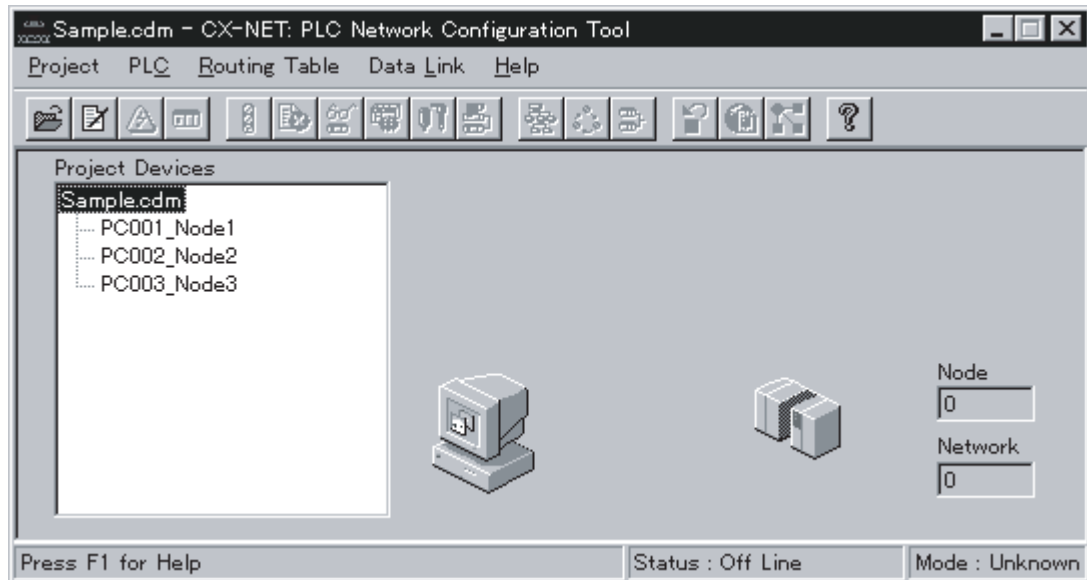 Sample.cdm - CX-NET: PLC Network Configuration Tool
Project PLC Routing Table Data Link Help
Project Devices
Sample.cdm
PC001_Node1
PC002_Node2
PC003_Node3
Node
0
Network
0
Press F1 for Help Status : Off Line Mode : Unknown